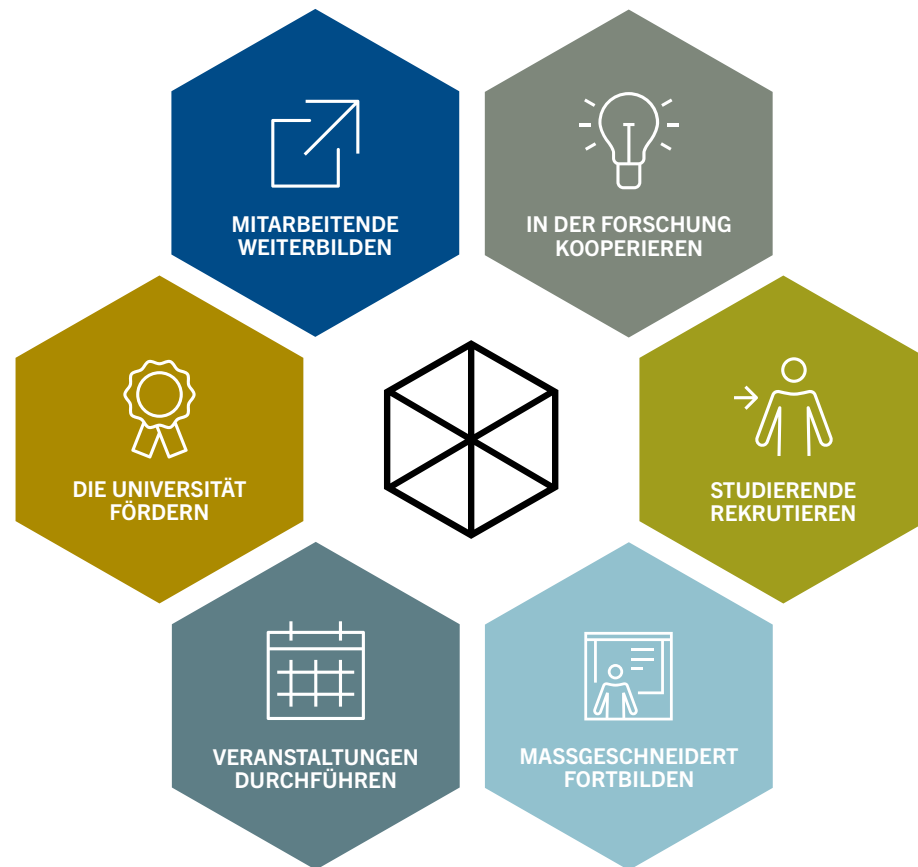 MITARBEITENDE
WEITERBILDEN
IN DER FORSCHUNG
KOOPERIEREN
DIE UNIVERSITÄT
FÖRDERN
STUDIERENDE
REKRUTIEREN
VERANSTALTUNGEN
DURCHFÜHREN
MASSGESCHNEIDERT
FORTBILDEN